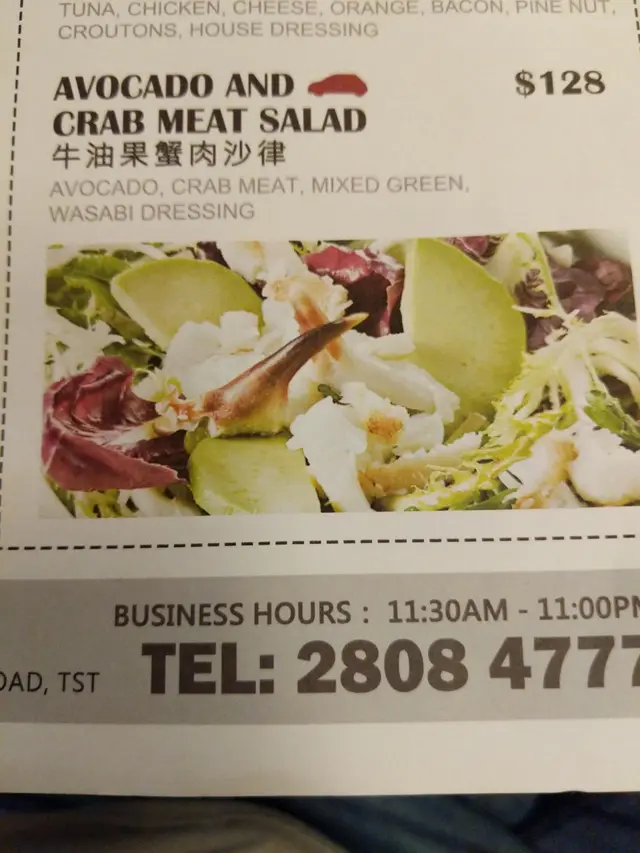 TUNA, CHICKEN, CHEESE, ORANGE, BACON, PINE NUT,
CROUTONS, HOUSE DRESSING
AVOCADO AND
$128
CRAB MEAT SALAD
牛油果蟹肉沙律
AVOCADO, CRAB MEAT, MIXED GREEN,
WASABI DRESSING
BUSINESS HOURS : 11:30AM - 11:00PM
OAD, TST
TEL: 2808 4777